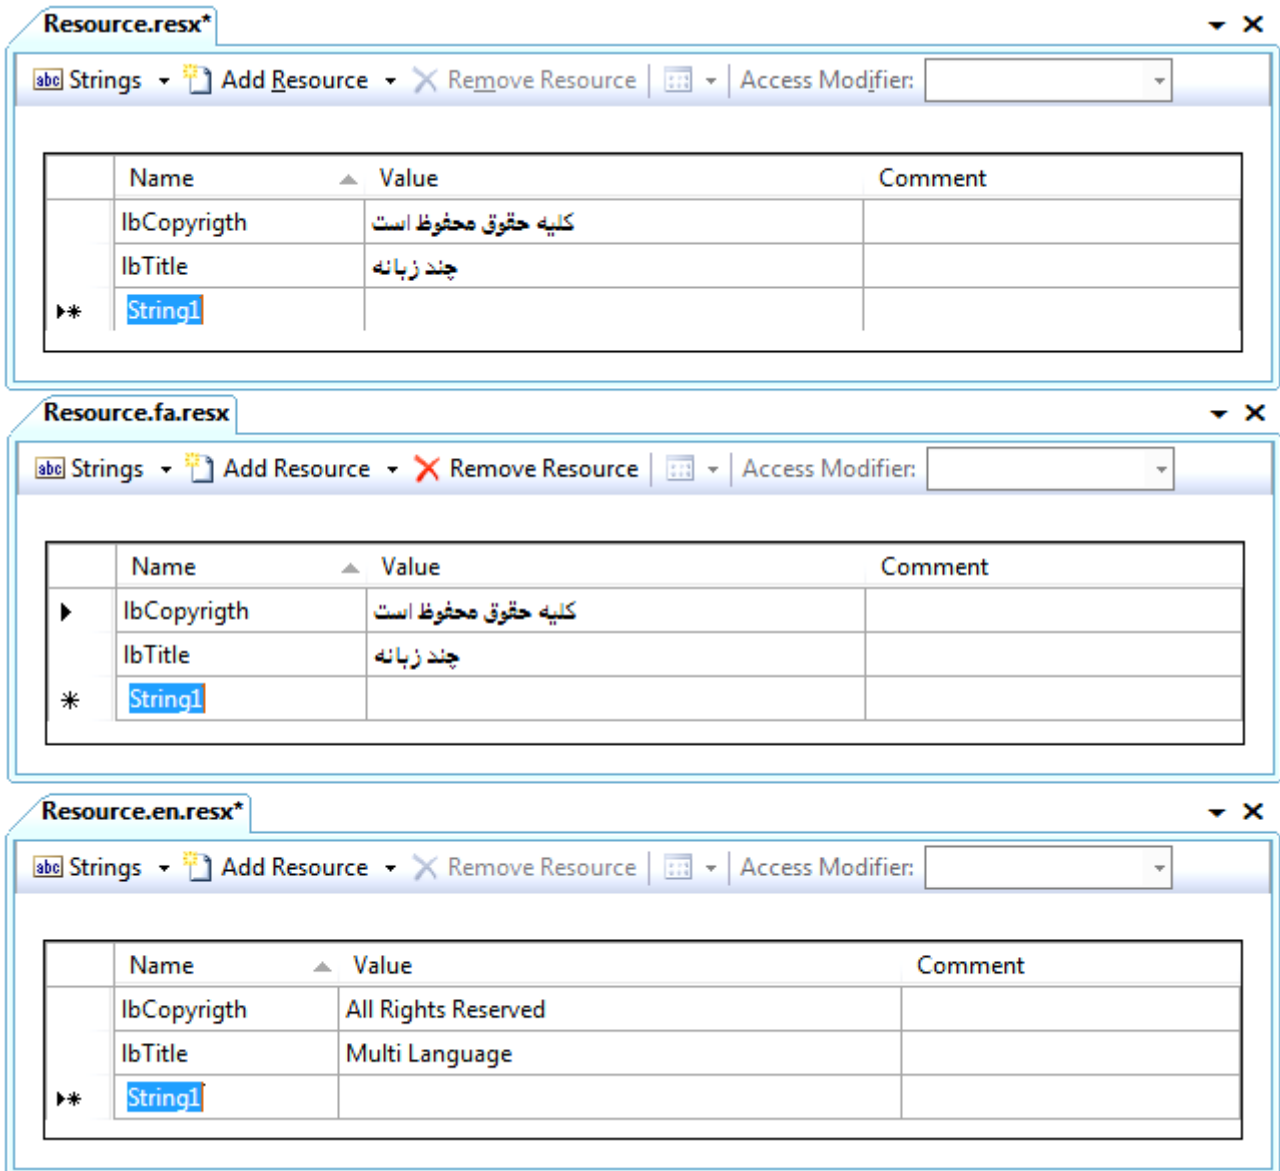 Resource.resx*
Strings Add Resource Remove Resource Access Modifier:
Name Value Comment
lbCopyrigth کلیه حقوق محفوظ است
lbTitle چند زبانه
String1
Resource.fa.resx
Strings Add Resource Remove Resource Access Modifier:
Name Value Comment
lbCopyrigth کلیه حقوق محفوظ است
lbTitle چند زبانه
String1
Resource.en.resx*
Strings Add Resource Remove Resource Access Modifier:
Name Value Comment
lbCopyrigth All Rights Reserved
lbTitle Multi Language
String1